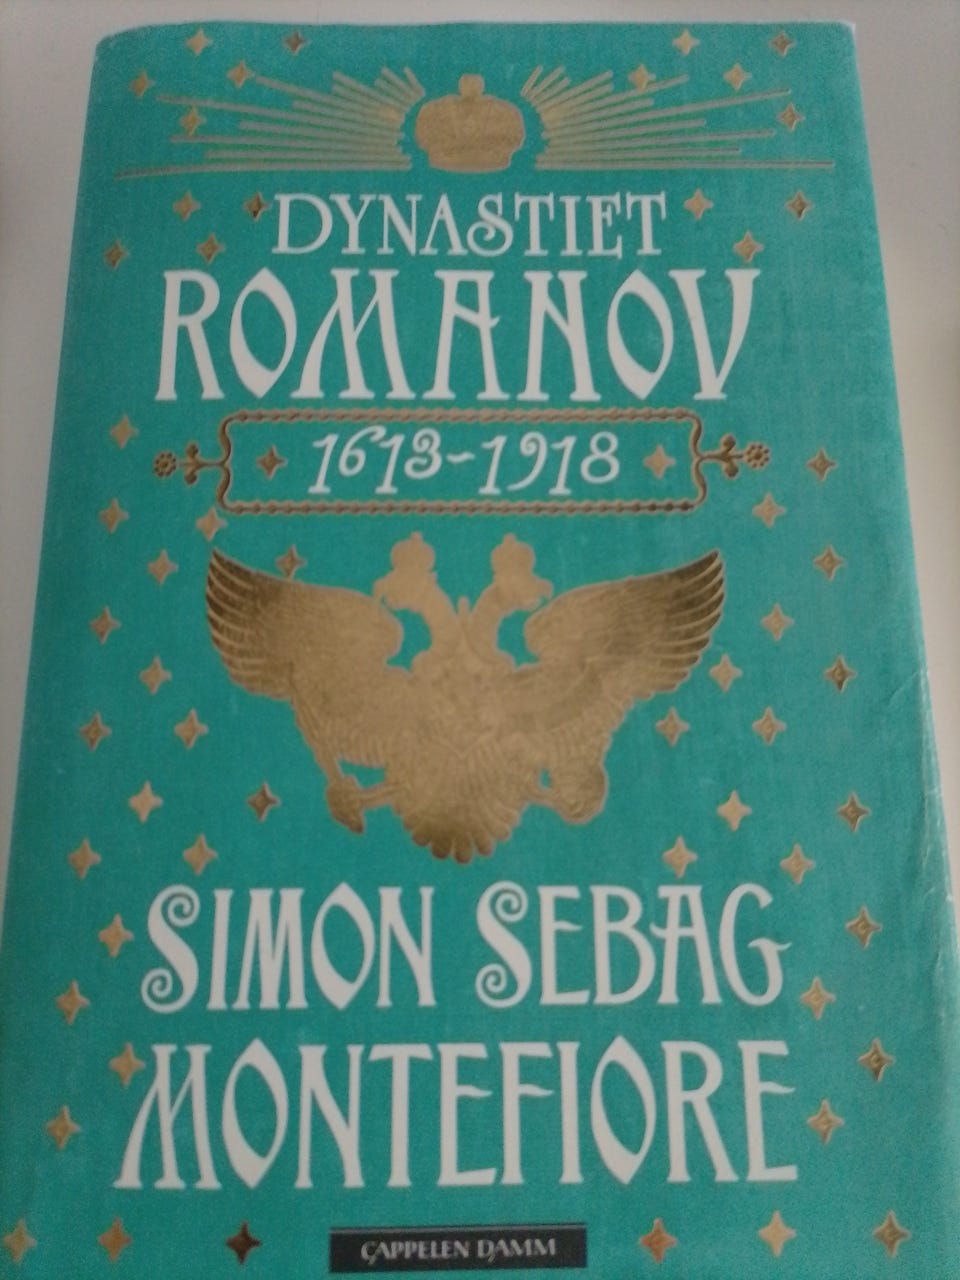 DYNASTIET
ROMANOV
1613-1918
SIMON SEBAG
MONTEFIORE
CAPPELEN DAMM